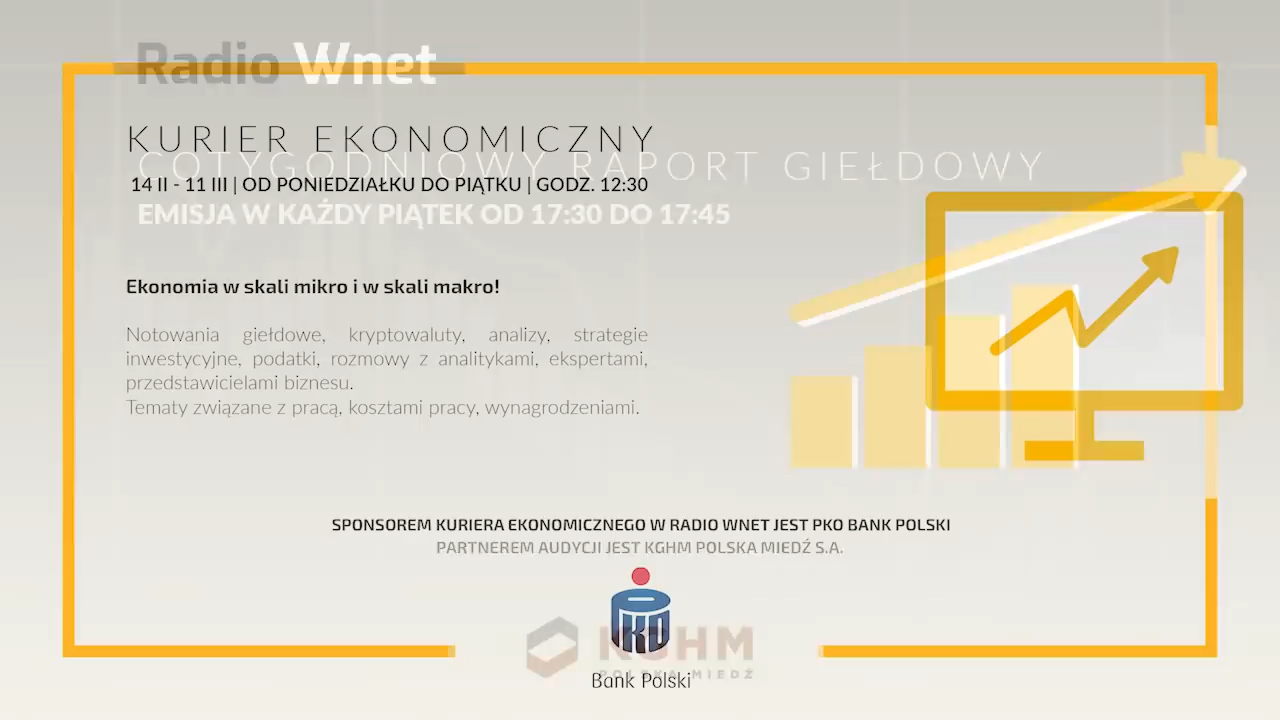 Radio Wnet
KURIER EKONOMICZNY
COTYGODNIOWY RAPORT GIEŁDOWY
14 II - 11 III | OD PONIEDZIAŁKU DO PIĄTKU | GODZ. 12:30
EMISJA W KAŻDY PIĄTEK OD 17:30 DO 17:45
Ekonomia w skali mikro i w skali makro!
Notowania giełdowe, kryptowaluty, analizy, strategie
inwestycyjne, podatki, rozmowy z analitykami, ekspertami,
przedstawicielami biznesu.
Tematy związane z pracą, kosztami pracy, wynagrodzeniami.
SPONSOREM KURIERA EKONOMICZNEGO W RADIO WNET JEST PKO BANK POLSKI
PARTNEREM AUDYCJI JEST KGHM POLSKA MIEDŹ S.A.
PKO
KGHM
POLSKA MIEDŹ
Bank Polski